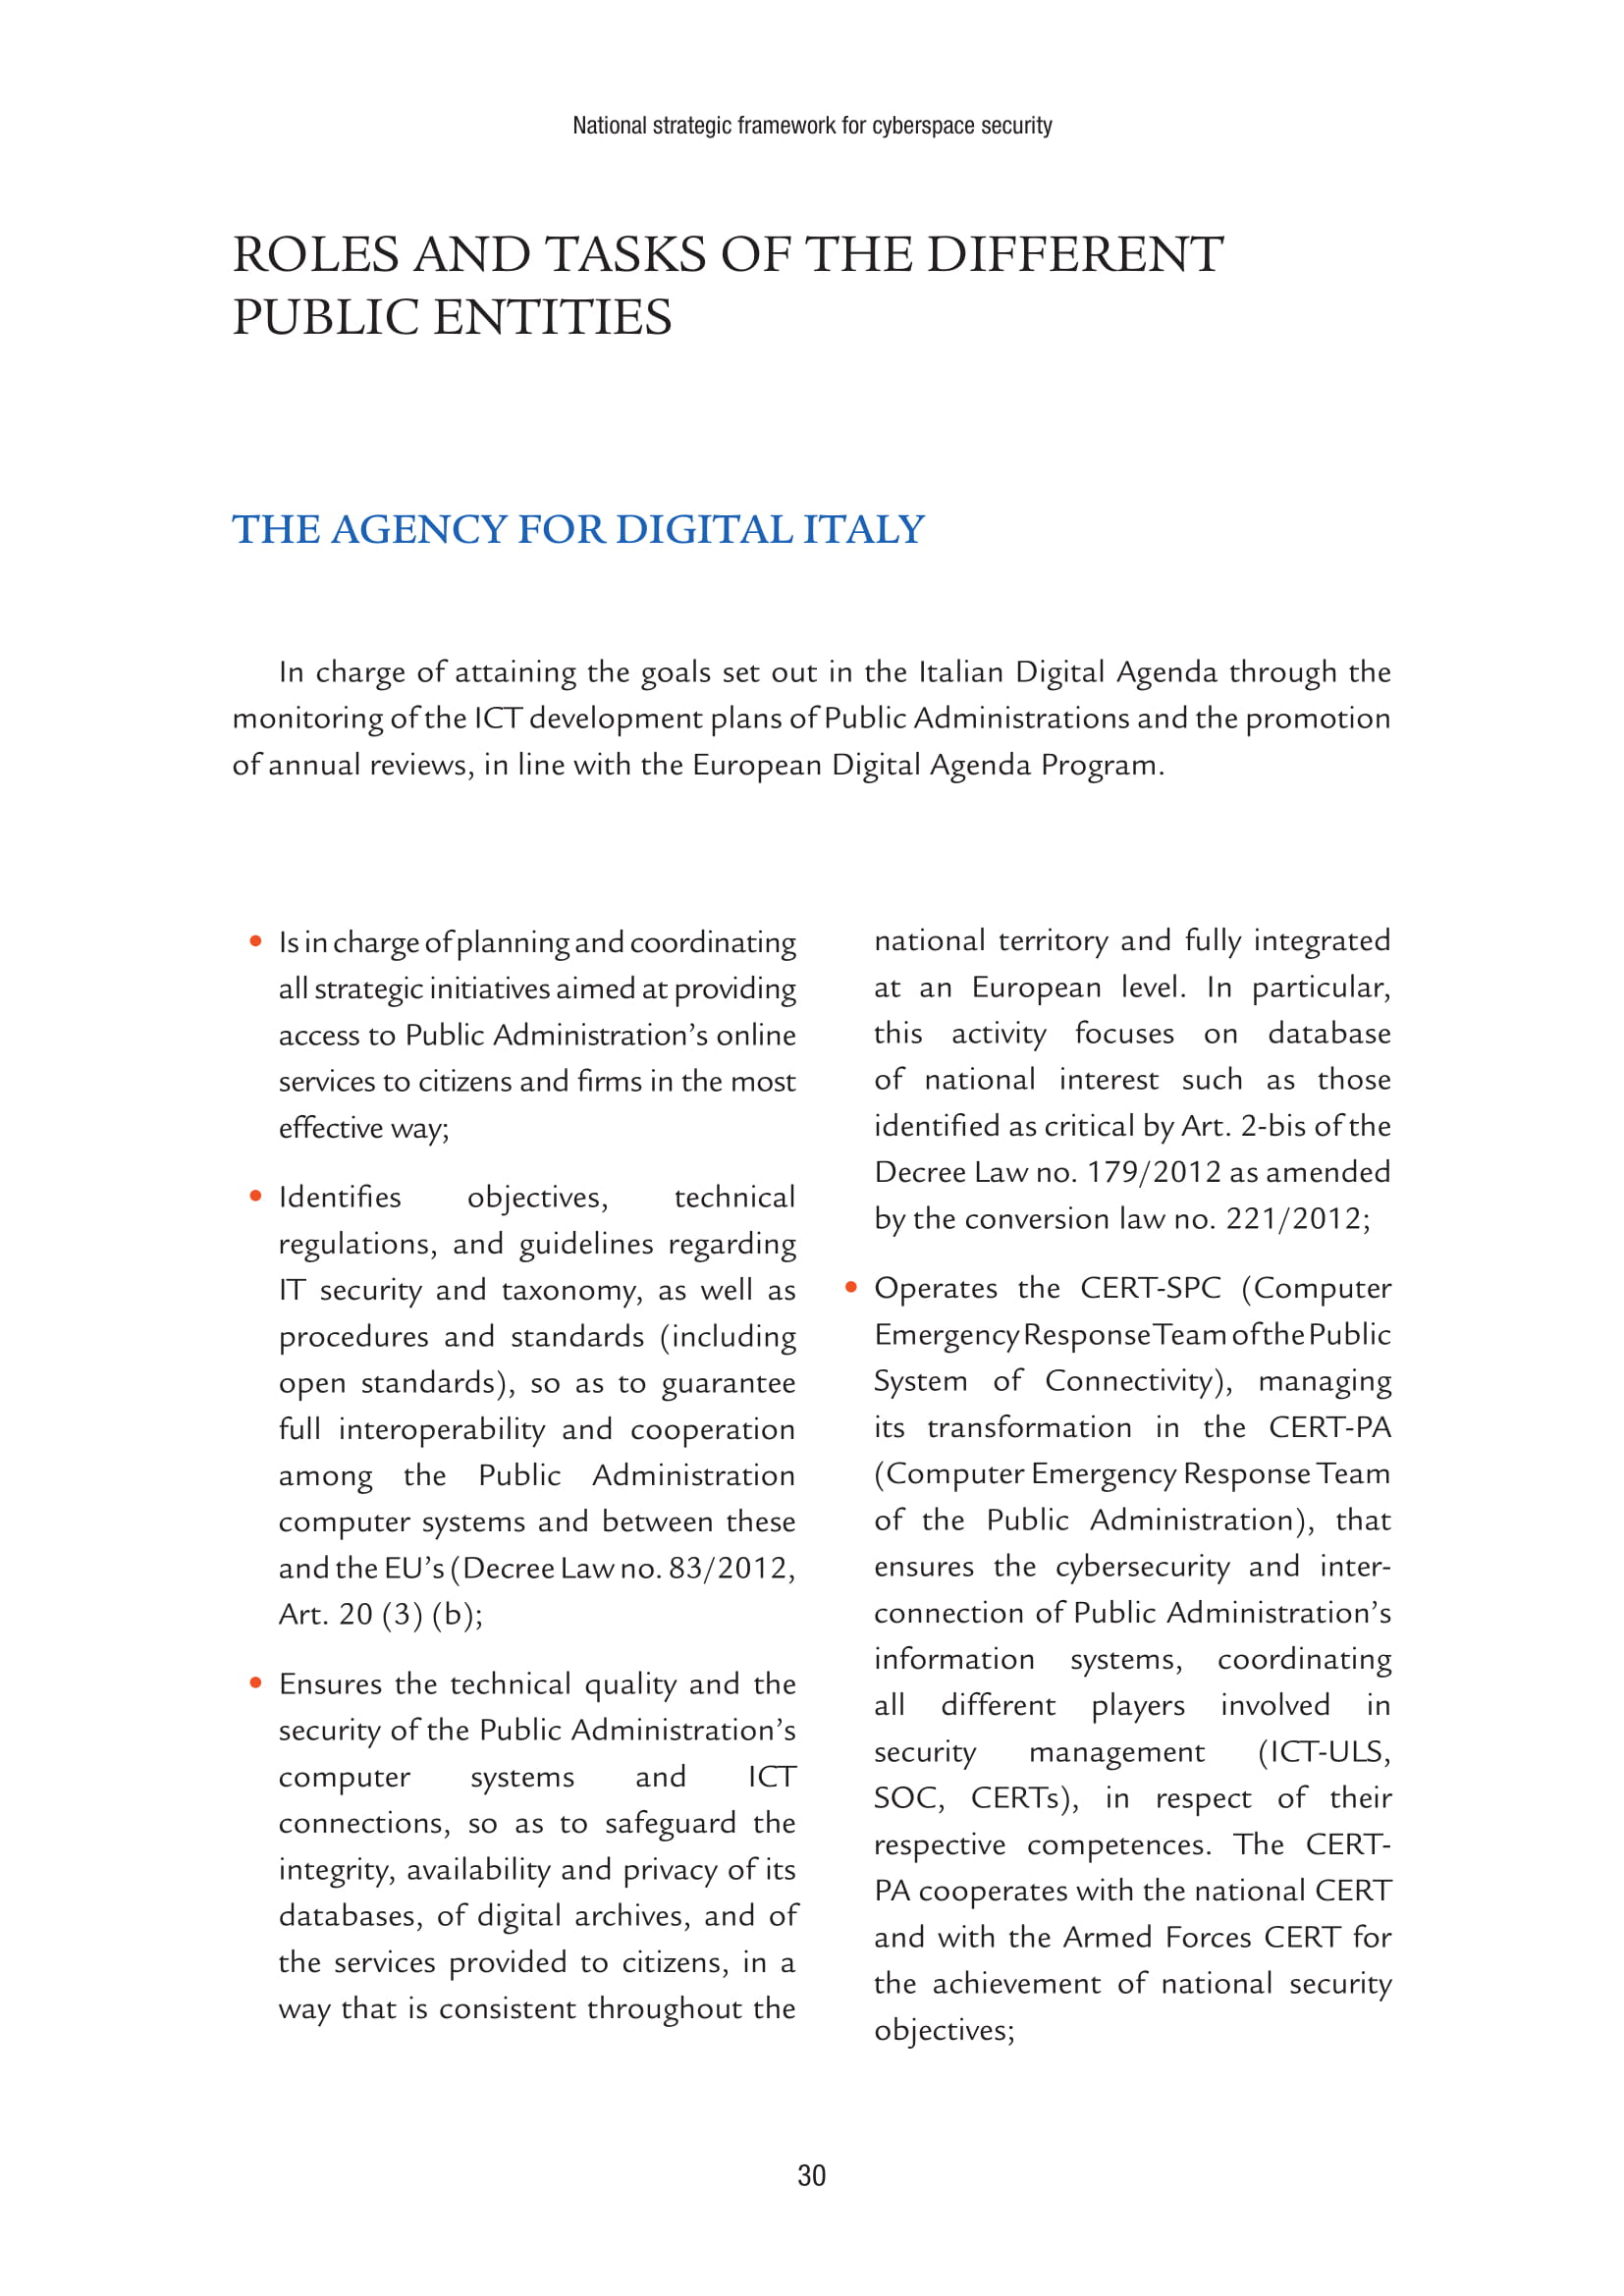 National strategic framework for cyberspace security
ROLES AND TASKS OF THE DIFFERENT
PUBLIC ENTITIES
THE AGENCY FOR DIGITAL ITALY
In charge of attaining the goals set out in the Italian Digital Agenda through the
monitoring of the ICT development plans of Public Administrations and the promotion
of annual reviews, in line with the European Digital Agenda Program.
• Is in charge of planning and coordinating
all strategic initiatives aimed at providing
access to Public Administration's online
services to citizens and firms in the most
effective way;
• Identifies objectives, technical
regulations, and guidelines regarding
IT security and taxonomy, as well as
procedures and standards (including
open standards), so as to guarantee
full interoperability and cooperation
among the Public Administration
computer systems and between these
and the EU's (Decree Law no. 83/2012,
Art. 20 (3) (b);
• Ensures the technical quality and the
security of the Public Administration's
computer systems and ICT
connections, so as to safeguard the
integrity, availability and privacy of its
databases, of digital archives, and of
the services provided to citizens, in a
way that is consistent throughout the
national territory and fully integrated
at an European level. In particular,
this activity focuses on database
of national interest such as those
identified as critical by Art. 2-bis of the
Decree Law no. 179/2012 as amended
by the conversion law no. 221/2012;
• Operates the CERT-SPC (Computer
Emergency Response Team of the Public
System of Connectivity), managing
its transformation in the CERT-PA
(Computer Emergency Response Team
of the Public Administration), that
ensures the cybersecurity and inter-
connection of Public Administration's
information systems, coordinating
all different players involved in
security management (ICT-ULS,
SOC, CERTs), in respect of their
respective competences. The CERT-
PA cooperates with the national CERT
and with the Armed Forces CERT for
the achievement of national security
objectives;
30